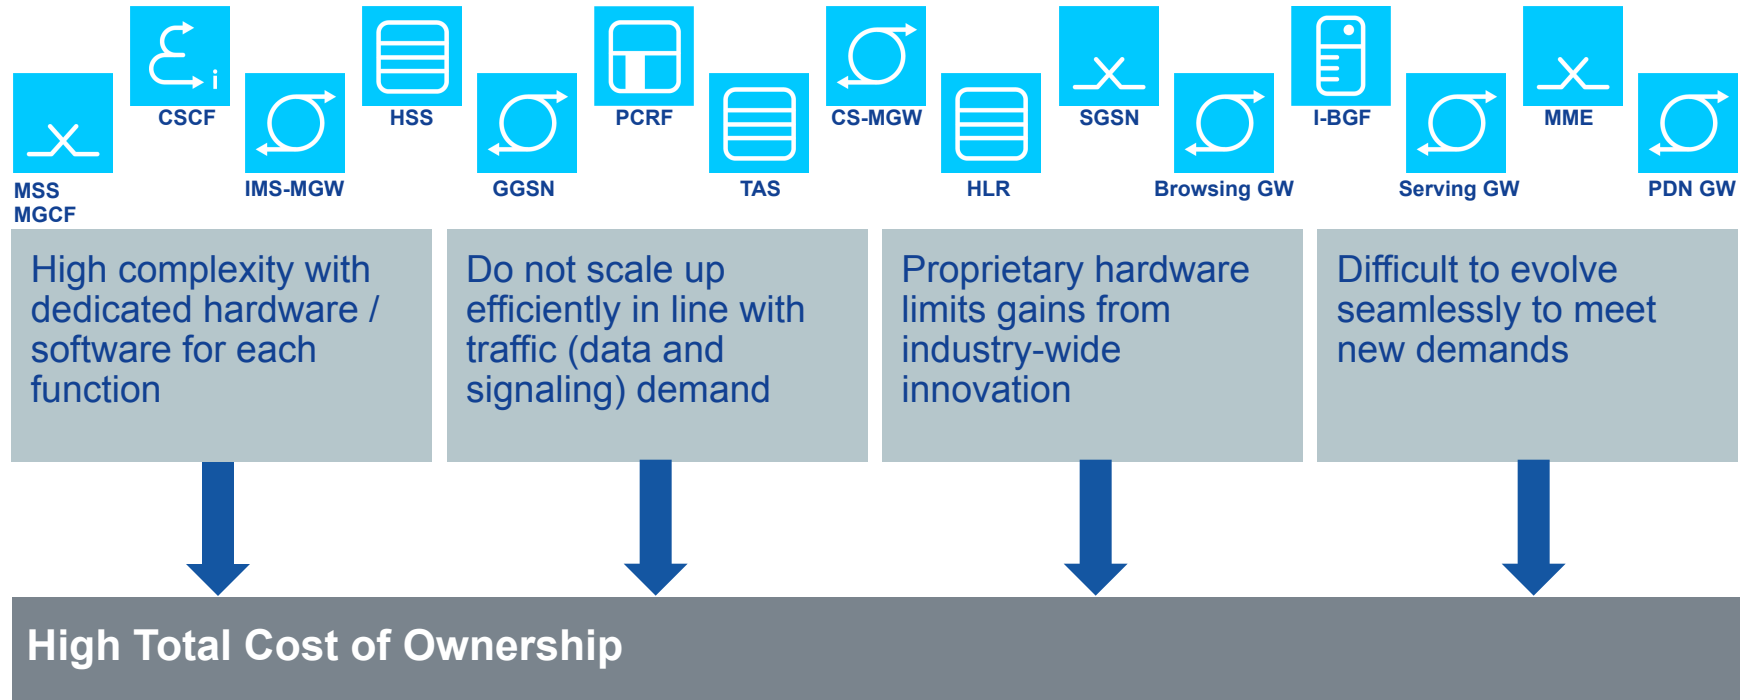 i
CSCF
HSS
PCRF
CS-MGW
SGSN
I-BGF
MME
MSS
MGCF
IMS-MGW
GGSN
TAS
HLR
Browsing GW
Serving GW
PDN GW
High complexity with
dedicated hardware /
software for each
function
Do not scale up
efficiently in line with
traffic (data and
signaling) demand
Proprietary hardware
limits gains from
industry-wide
innovation
Difficult to evolve
seamlessly to meet
new demands
High Total Cost of Ownership